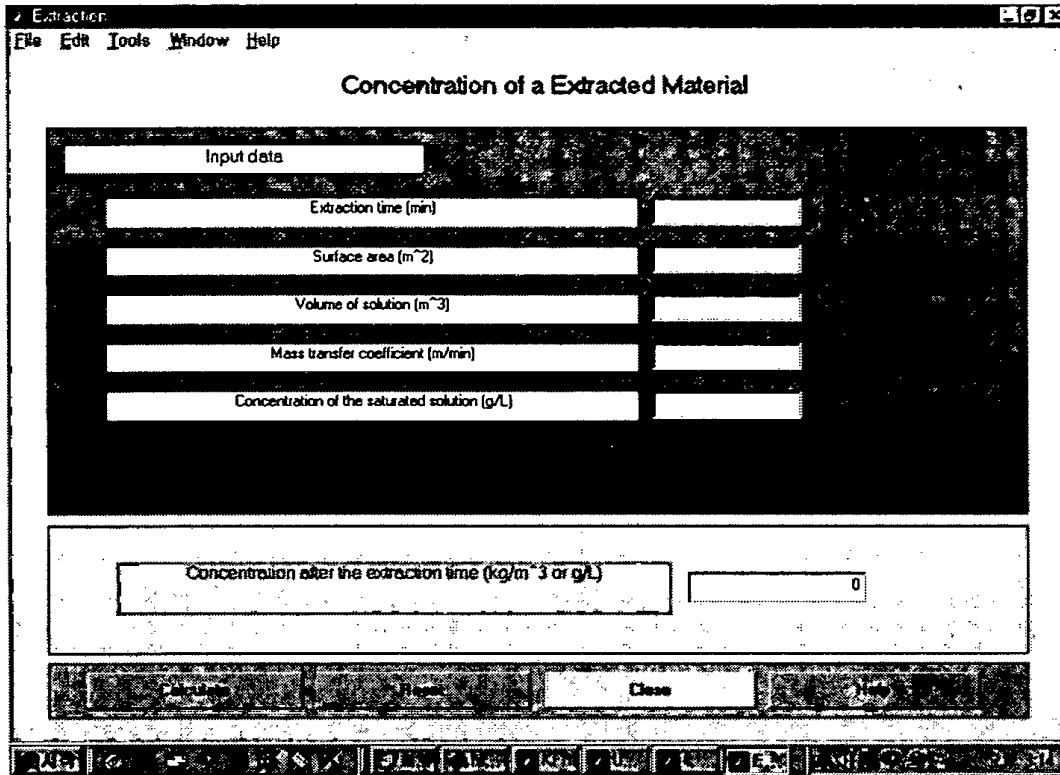 Extraction
File Edit Tools Window Help
Concentration of a Extracted Material
Input data
Extraction time (min)
Surface area (m^2)
Volume of solution (m^3)
Mass transfer coefficient (m/min)
Concentration of the saturated solution (g/L)
Concentration after the extraction time (kg/m^3 or g/L) 0
Calculate Reset Close Help